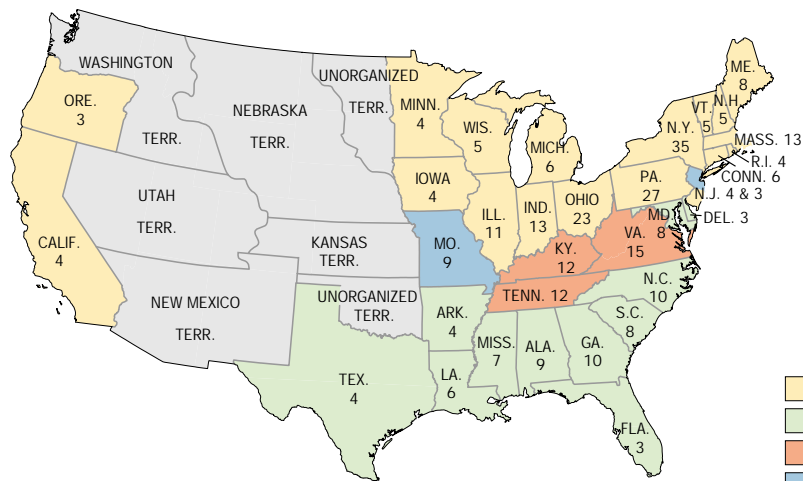 WASHINGTON
TERR.
ORE.
3
CALIF.
4
NEBRASKA
TERR.
UNORGANIZED
TERR.
UTAH
TERR.
KANSAS
TERR.
NEW MEXICO
TERR.
UNORGANIZED
TERR.
MINN.
4
WIS.
5
MICH.
6
IOWA
4
ILL.
11
IND.
13
OHIO
23
PA.
27
N.Y.
35
VT.
5
N.H.
5
ME.
8
MASS. 13
R.I. 4
CONN. 6
N.J. 4 & 3
DEL. 3
MD.
8
MO.
9
KY.
12
VA.
15
TENN. 12
N.C.
10
S.C.
8
ARK.
4
MISS.
7
ALA.
9
GA.
10
LA.
6
TEX.
4
FLA.
3